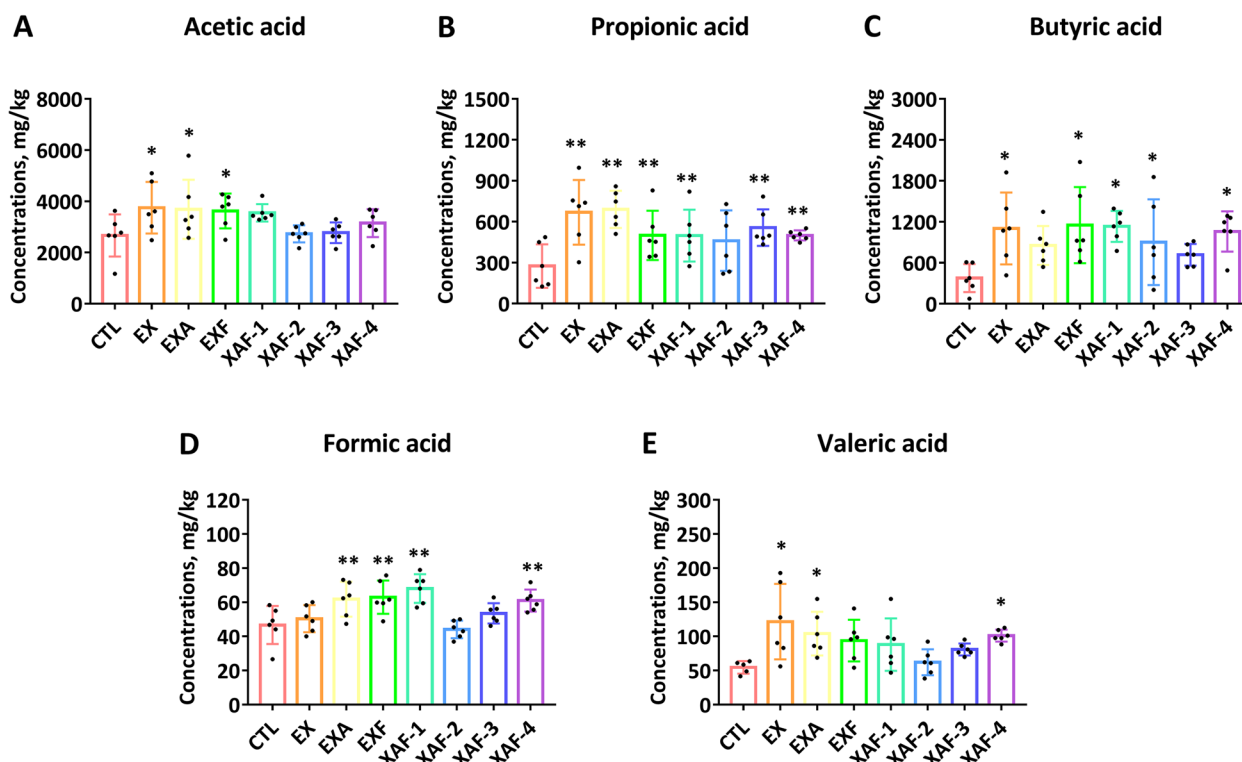 A Acetic acid
Concentrations, mg/kg
8000
6000
4000
2000
0
* * *
CTL EX EXA EXF XAF-1 XAF-2 XAF-3 XAF-4
B Propionic acid
Concentrations, mg/kg
1500
1200
900
600
300
0
** ** ** ** ** **
CTL EX EXA EXF XAF-1 XAF-2 XAF-3 XAF-4
C Butyric acid
Concentrations, mg/kg
3000
2400
1800
1200
600
0
* * * * *
CTL EX EXA EXF XAF-1 XAF-2 XAF-3 XAF-4
D Formic acid
Concentrations, mg/kg
120
100
80
60
40
20
0
** ** ** **
CTL EX EXA EXF XAF-1 XAF-2 XAF-3 XAF-4
E Valeric acid
Concentrations, mg/kg
300
250
200
150
100
50
0
* * *
CTL EX EXA EXF XAF-1 XAF-2 XAF-3 XAF-4